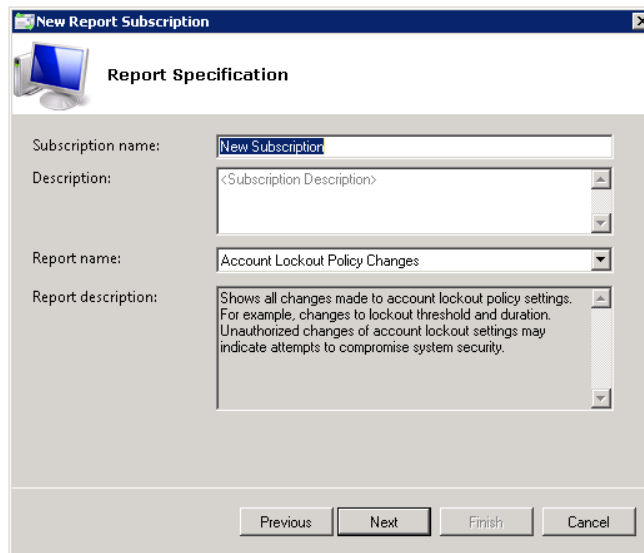 New Report Subscription
Report Specification
Subscription name:
New Subscription
Description:
<Subscription Description>
Report name:
Account Lockout Policy Changes
Report description:
Shows all changes made to account lockout policy settings.
For example, changes to lockout threshold and duration.
Unauthorized changes of account lockout settings may
indicate attempts to compromise system security.
Previous
Next
Finish
Cancel